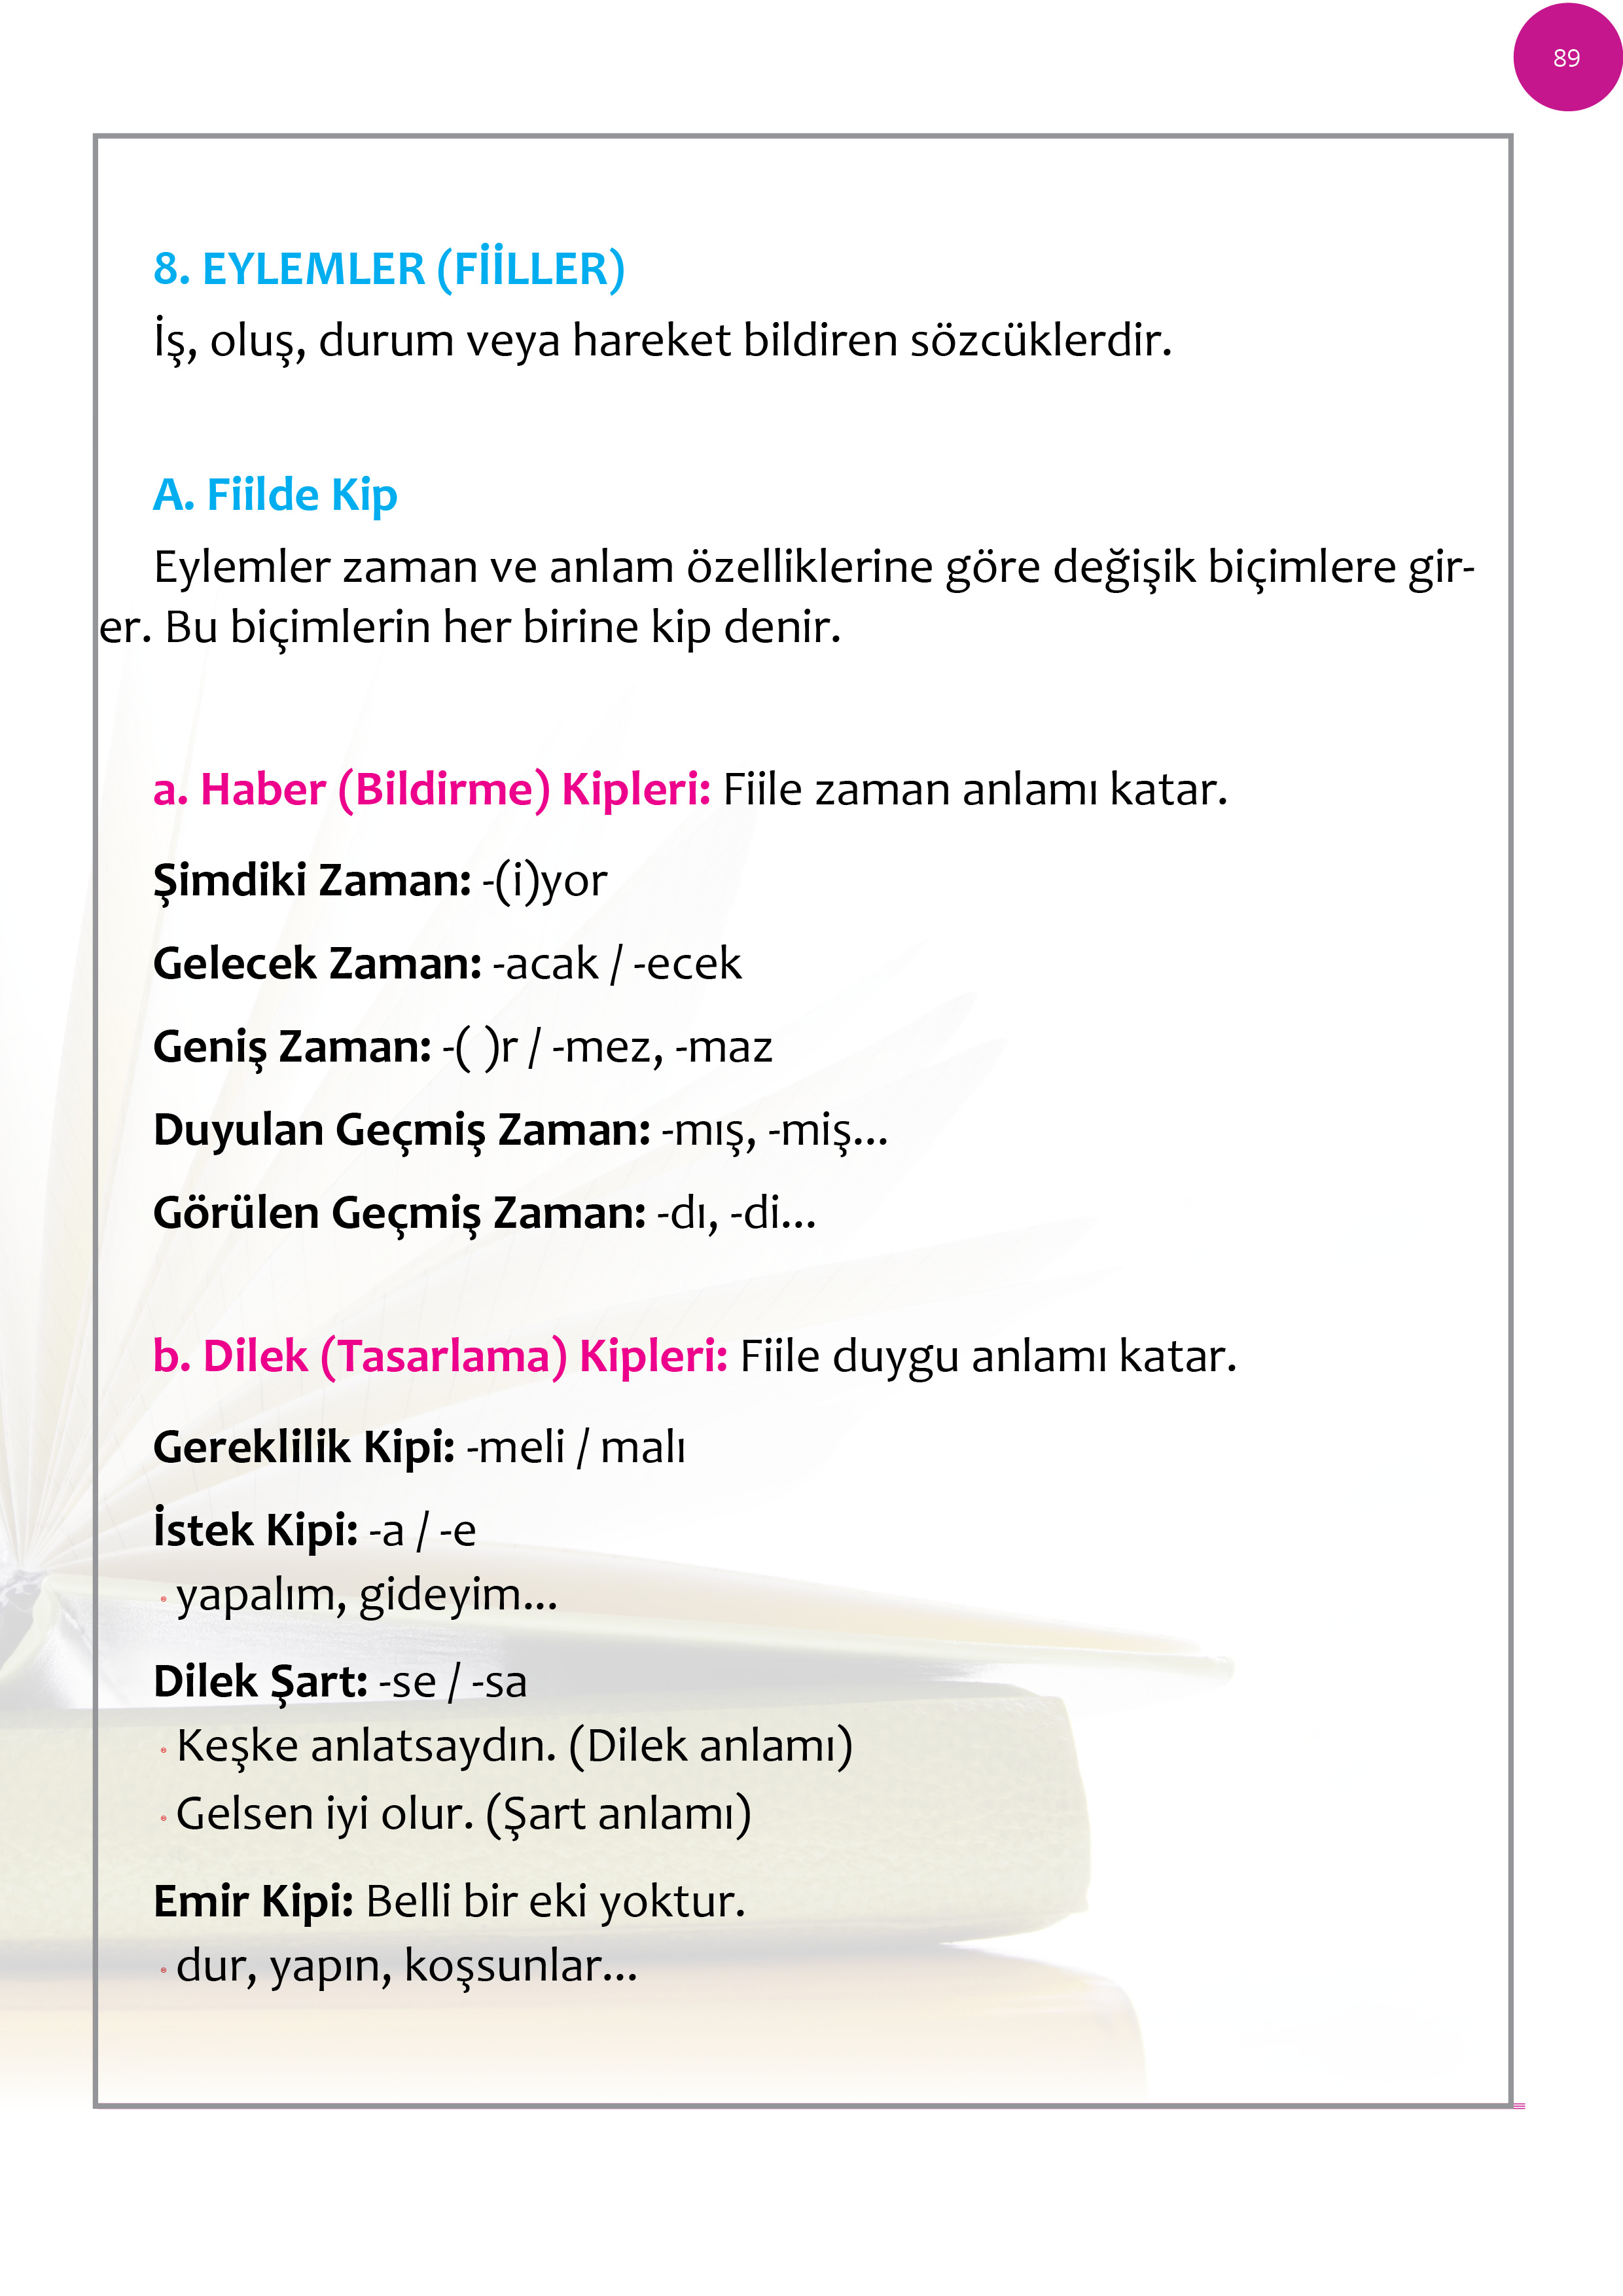 89
8. EYLEMLER (FİİLLER)
İş, oluş, durum veya hareket bildiren sözcüklerdir.
A. Fiilde Kip
Eylemler zaman ve anlam özelliklerine göre değişik biçimlere gir-
er. Bu biçimlerin her birine kip denir.
a. Haber (Bildirme) Kipleri: Fiile zaman anlamı katar.
Şimdiki Zaman: -(i)yor
Gelecek Zaman: -acak / -ecek
Geniş Zaman: -( )r / -mez, -maz
Duyulan Geçmiş Zaman: -mış, -miş...
Görülen Geçmiş Zaman: -dı, -di...
b. Dilek (Tasarlama) Kipleri: Fiile duygu anlamı katar.
Gereklilik Kipi: -meli / malı
İstek Kipi: -a / -e
yapalım, gideyim...
Dilek Şart: -se / -sa
Keşke anlatsaydın. (Dilek anlamı)
Gelsen iyi olur. (Şart anlamı)
Emir Kipi: Belli bir eki yoktur.
dur, yapın, koşsunlar...